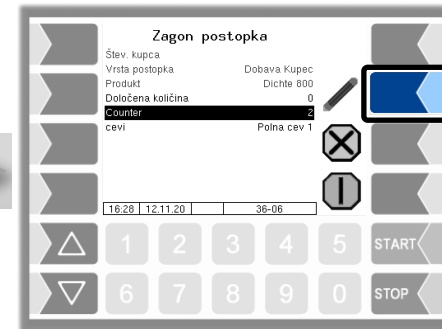 Zagon postopka
Štev. kupca
Vrsta postopka Dobava Kupec
Produkt Dichte 800
Določena količina 0
Counter 2
cevi Polna cev 1
16:28 12.11.20 36-06
1 2 3 4 5 START
6 7 8 9 0 STOP